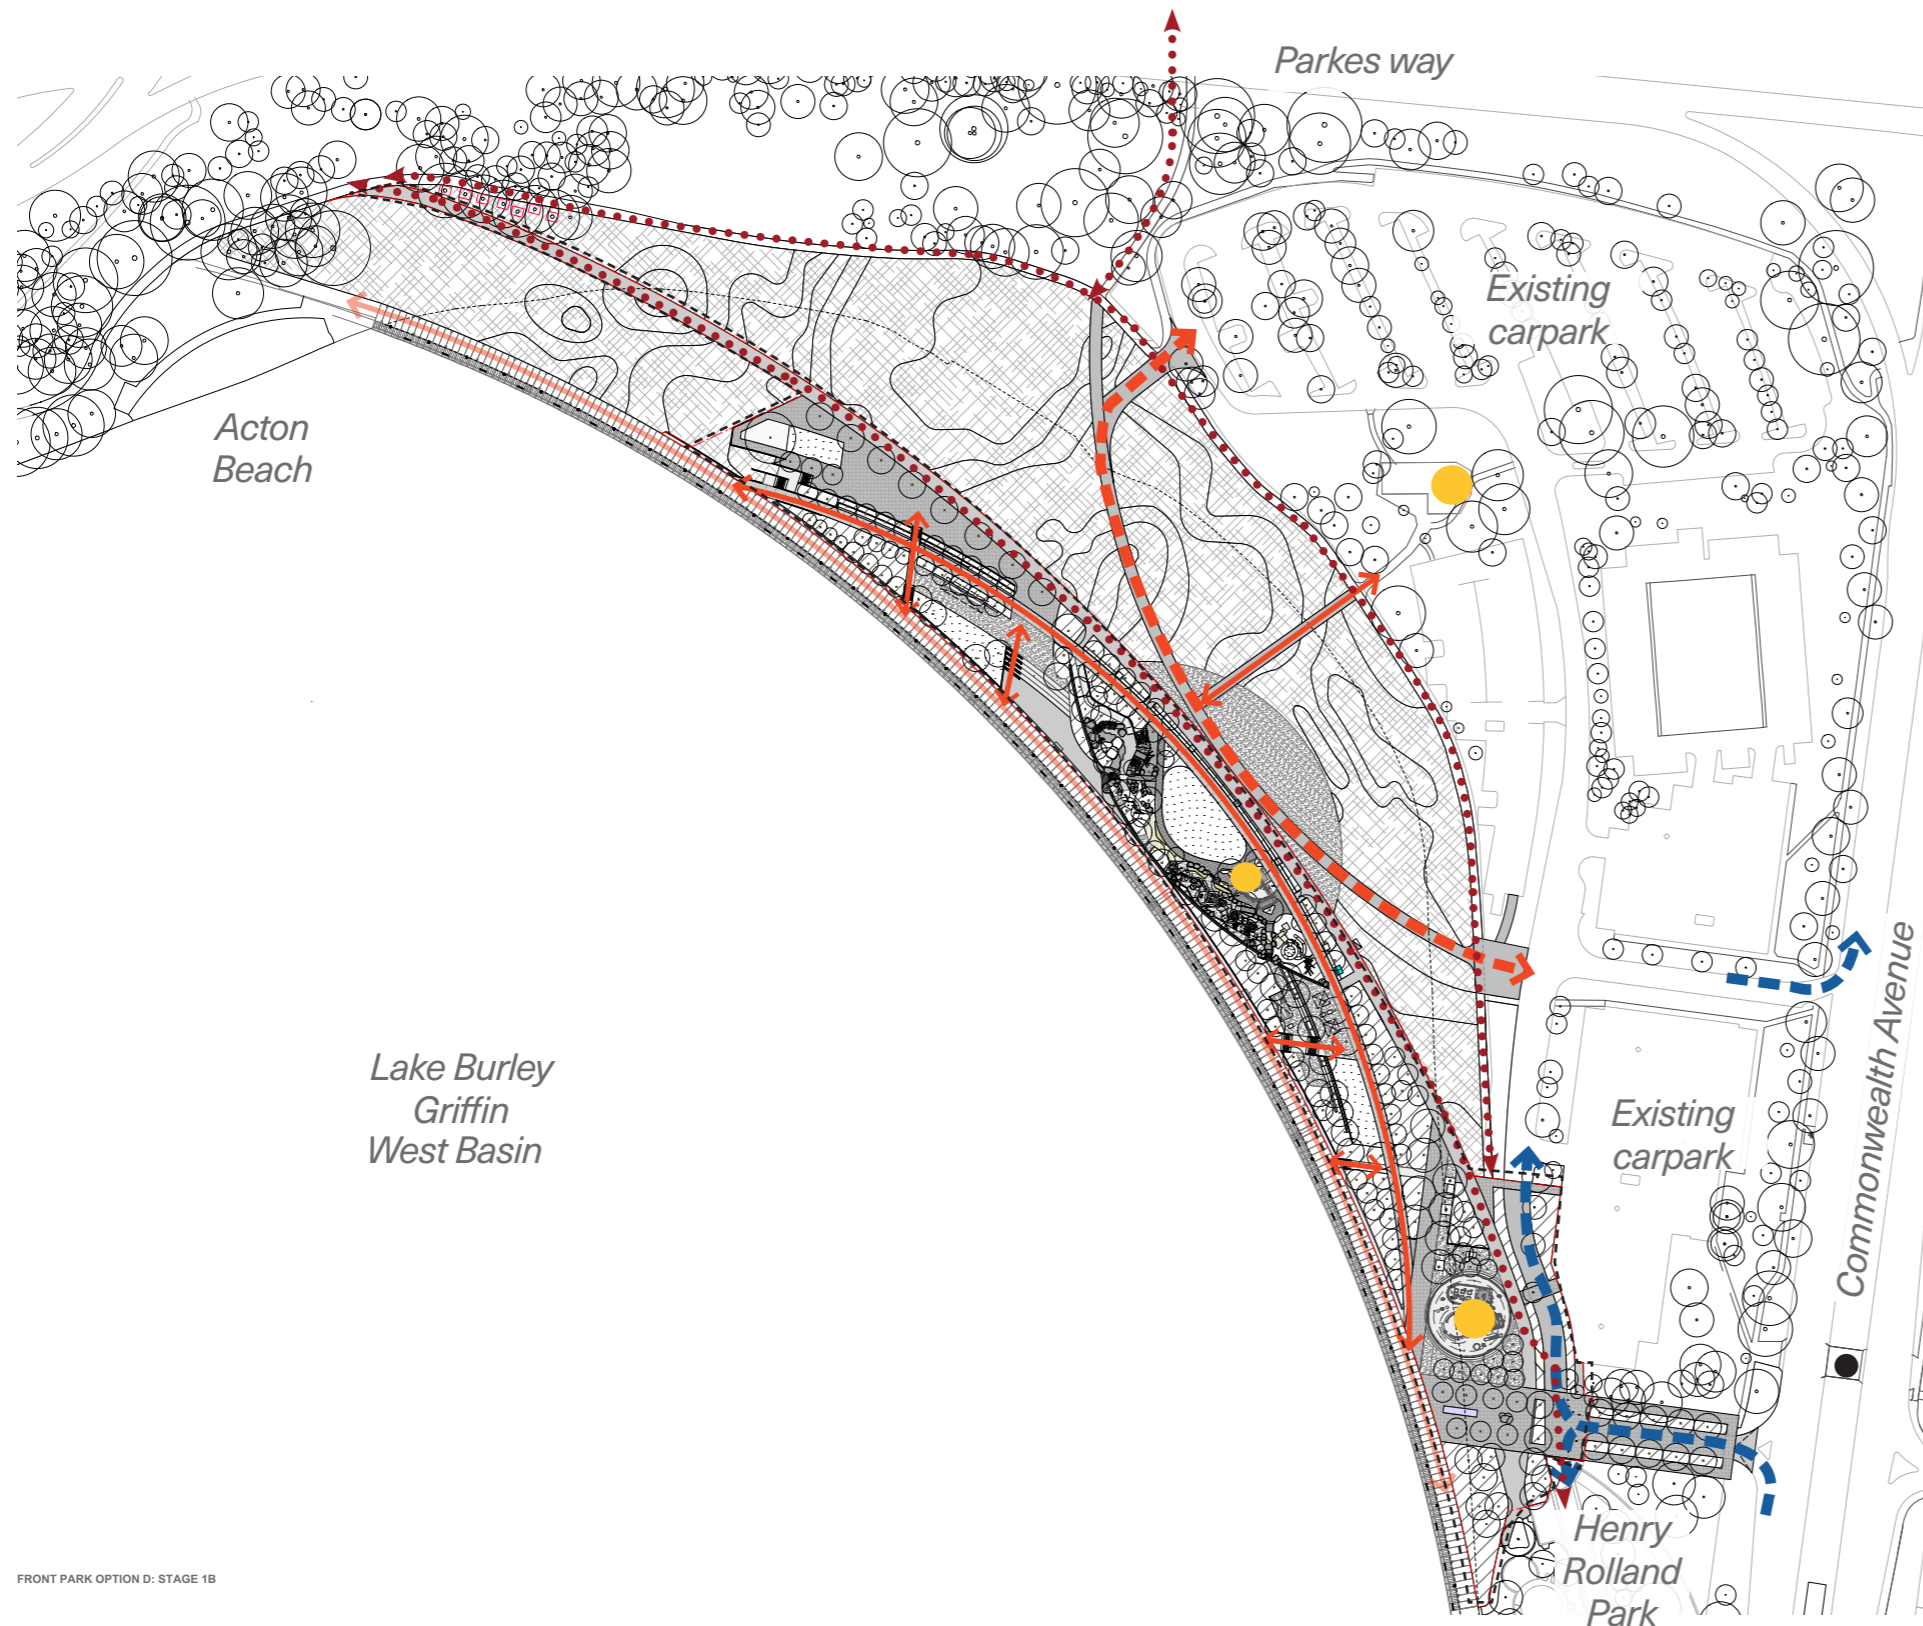 Parkes way
Existing
carpark
Acton
Beach
Commonwealth Avenue
Lake Burley
Griffin
West Basin
Existing
carpark
Henry
Rolland
Park
FRONT PARK OPTION D: STAGE 1B